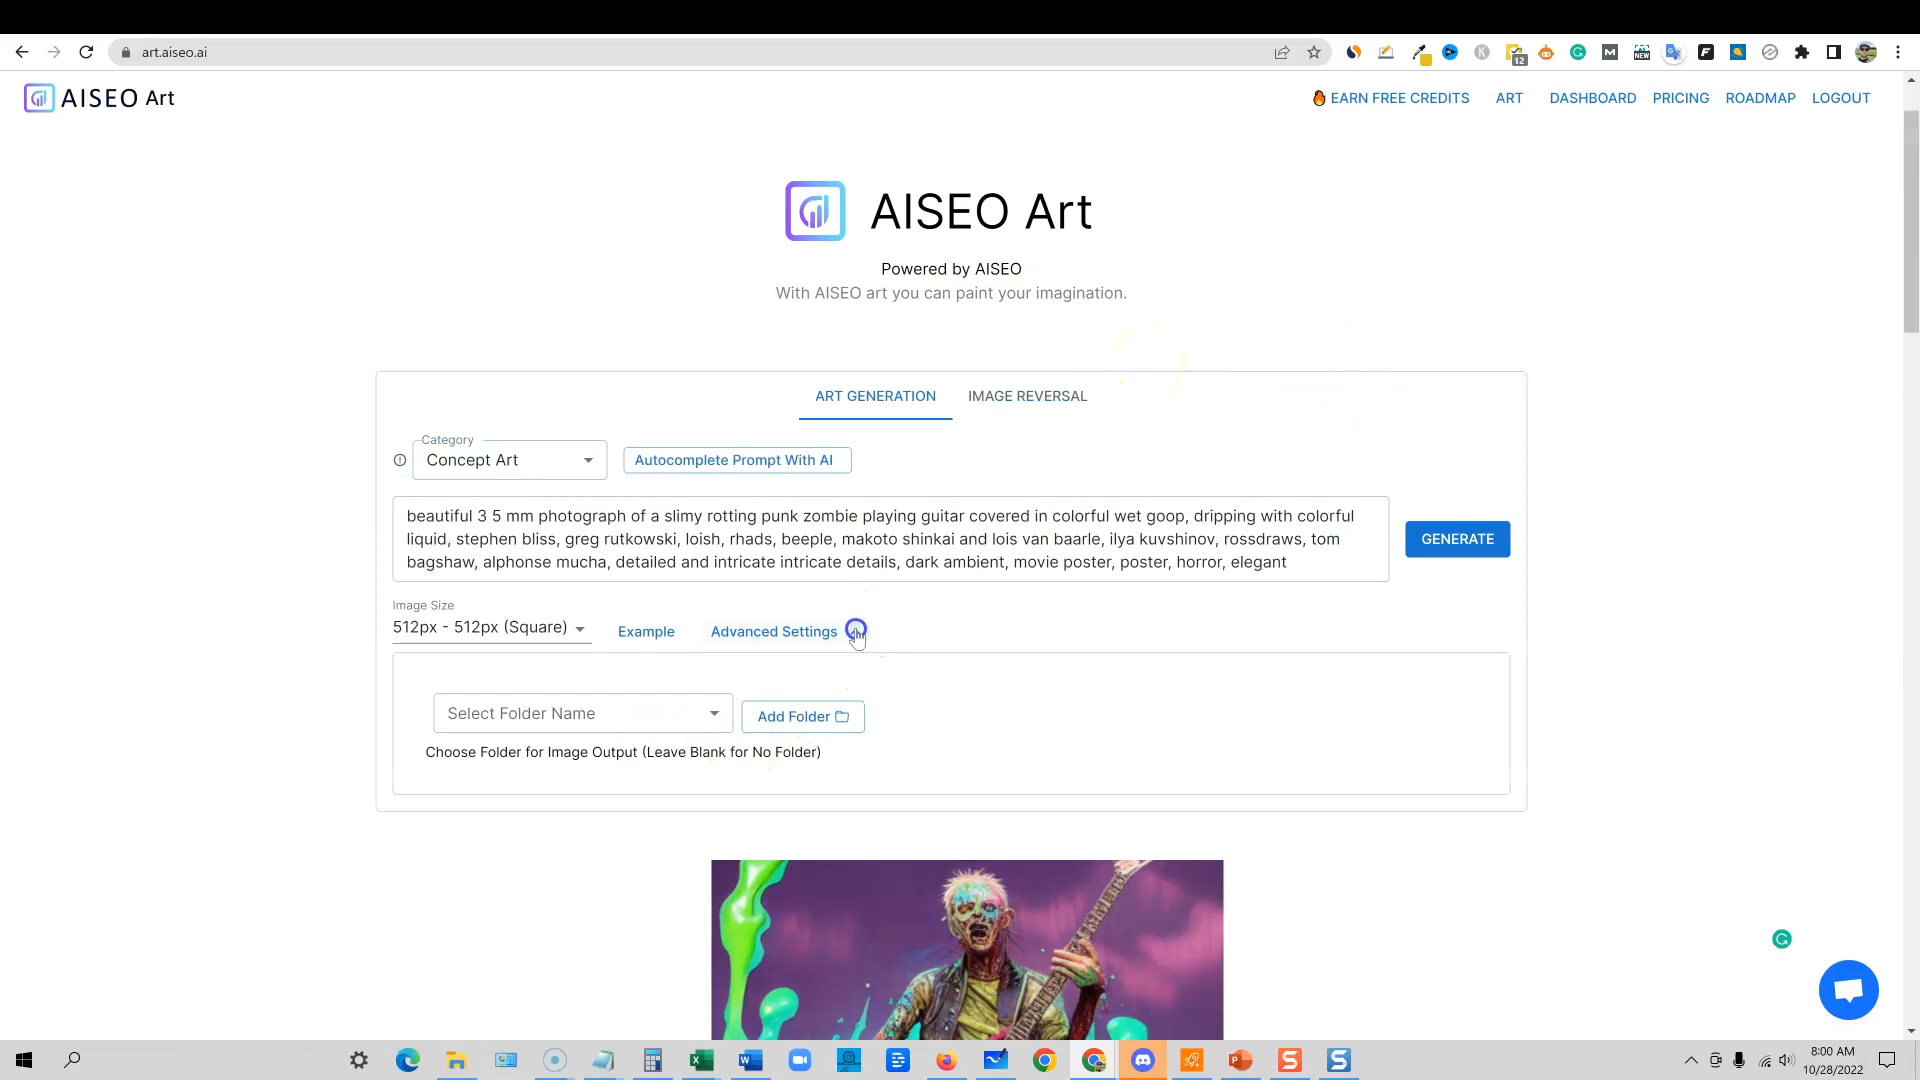 art.aiseo.ai
12
NEW
AISEO Art
EARN FREE CREDITS
ART
DASHBOARD
PRICING
ROADMAP
LOGOUT
AISEO Art
Powered by AISEO
With AISEO art you can paint your imagination.
ART GENERATION
IMAGE REVERSAL
Category
Concept Art
Autocomplete Prompt With AI
beautiful 3 5 mm photograph of a slimy rotting punk zombie playing guitar covered in colorful wet goop, dripping with colorful
liquid, stephen bliss, greg rutkowski, loish, rhads, beeple, makoto shinkai and lois van baarle, ilya kuvshinov, rossdraws, tom
bagshaw, alphonse mucha, detailed and intricate intricate details, dark ambient, movie poster, poster, horror, elegant
GENERATE
Image Size
512px - 512px (Square)
Example
Advanced Settings
Select Folder Name
Add Folder
Choose Folder for Image Output (Leave Blank for No Folder)
8:00 AM
10/28/2022